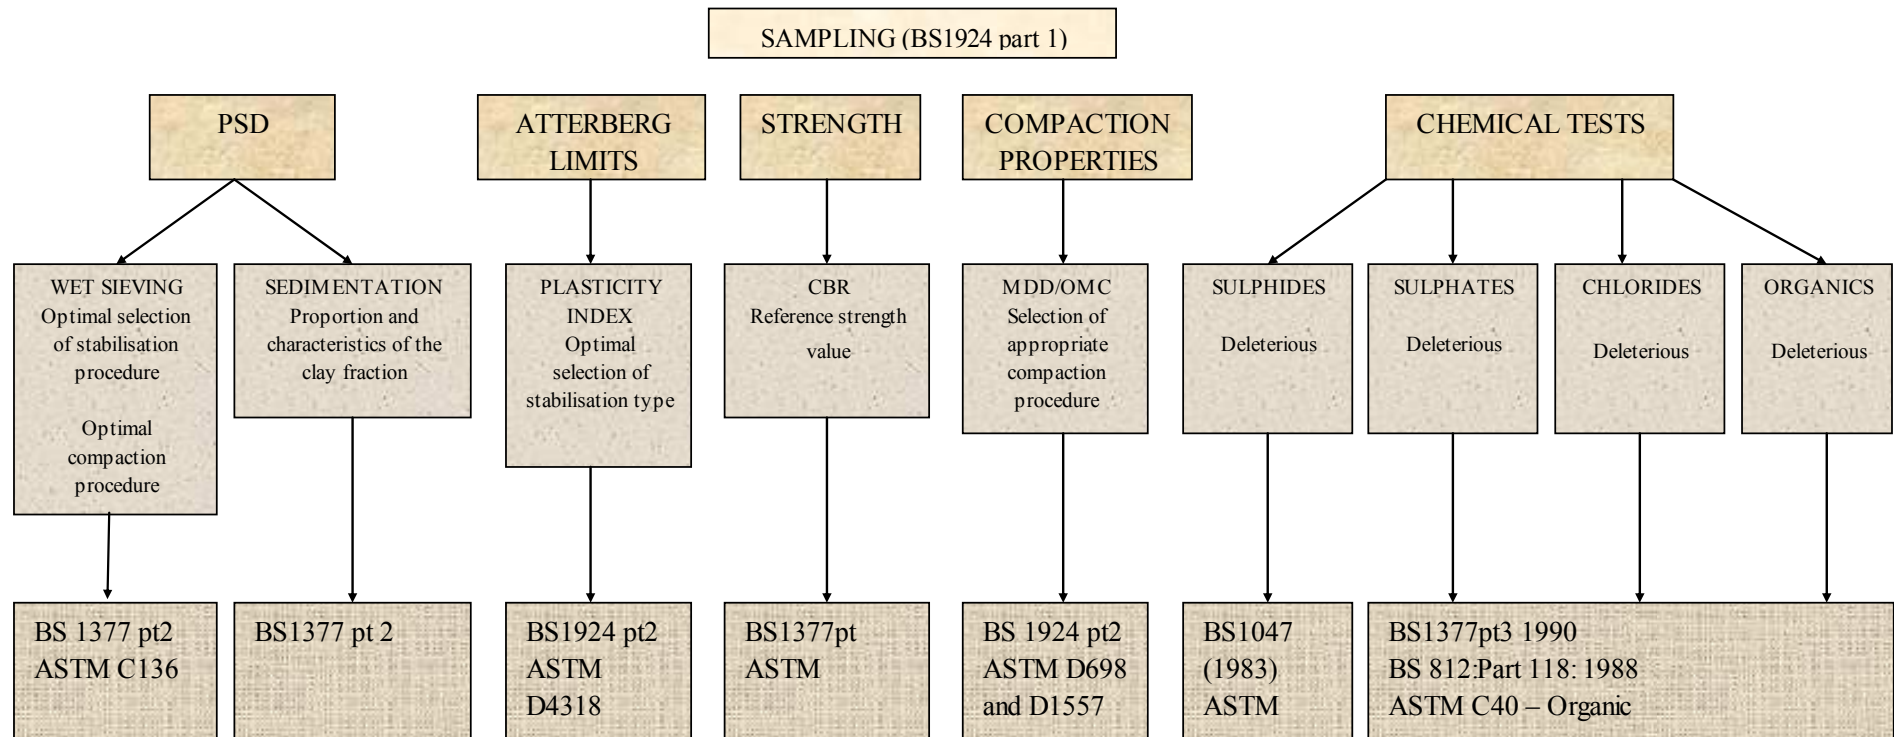 SAMPLING (BS1924 part 1)
PSD
ATTERBERG
LIMITS
STRENGTH
COMPACTION
PROPERTIES
CHEMICAL TESTS
WET SIEVING
Optimal selection
of stabilisation
procedure
Optimal
compaction
procedure
SEDIMENTATION
Proportion and
characteristics of the
clay fraction
PLASTICITY
INDEX
Optimal
selection of
stabilisation type
CBR
Reference strength
value
MDD/OMC
Selection of
appropriate
compaction
procedure
SULPHIDES
Deleterious
SULPHATES
Deleterious
CHLORIDES
Deleterious
ORGANICS
Deleterious
BS 1377 pt2
ASTM C136
BS1377 pt 2
BS1924 pt2
ASTM
D4318
BS1377pt
ASTM
BS 1924 pt2
ASTM D698
and D1557
BS1047
(1983)
ASTM
BS1377pt3 1990
BS 812:Part 118: 1988
ASTM C40 – Organic